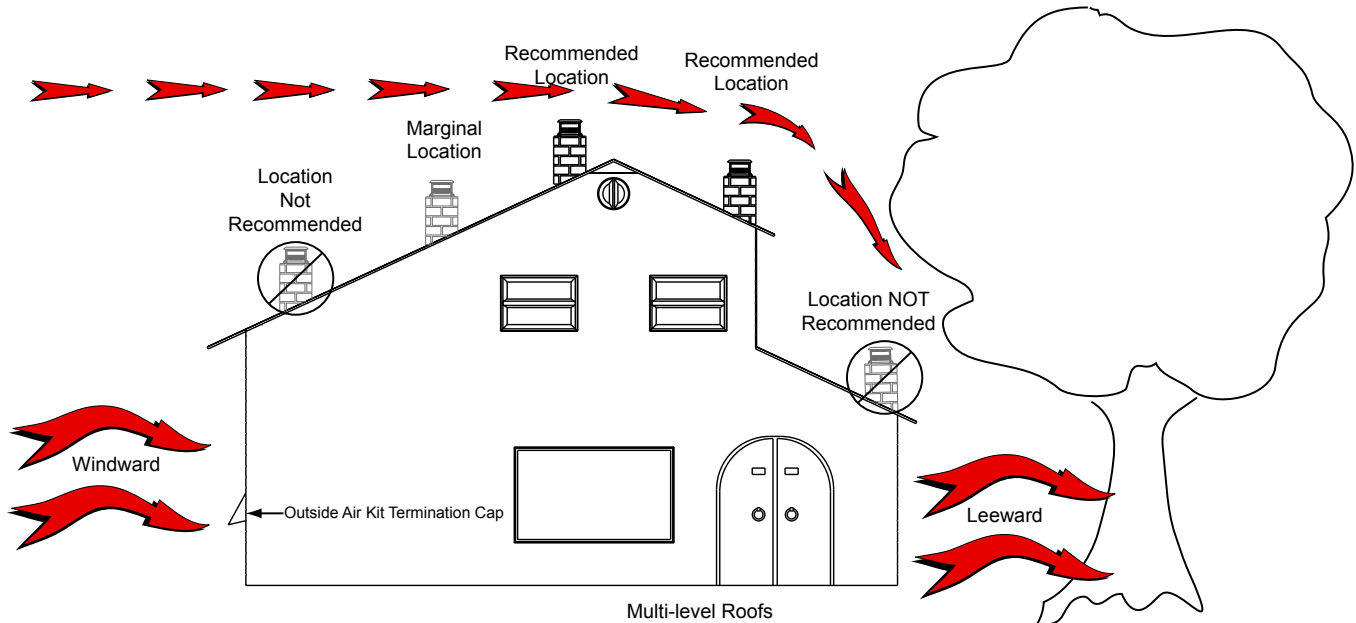 Recommended
Location
Recommended
Location
Marginal
Location
Location
Not
Recommended
Location NOT
Recommended
Windward
Outside Air Kit Termination Cap
Leeward
Multi-level Roofs